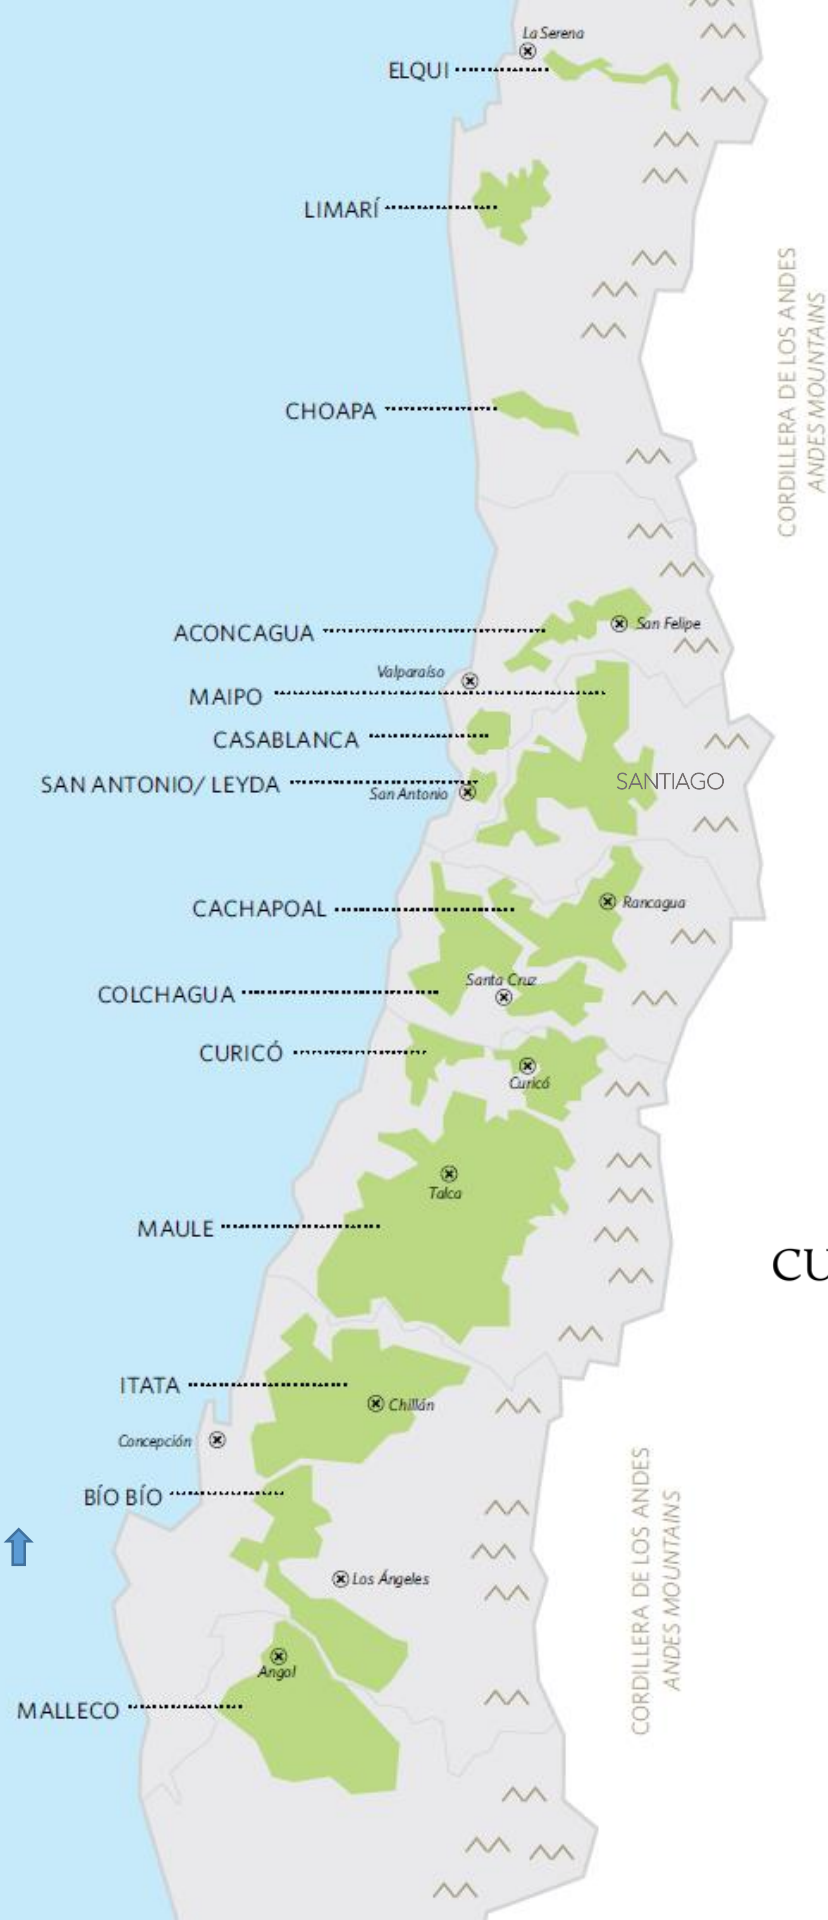 La Serena
ELQUI
LIMARÍ
CORDILLERA DE LOS ANDES
ANDES MOUNTAINS
CHOAPA
ACONCAGUA
San Felipe
Valparaíso
MAIPO
CASABLANCA
SAN ANTONIO/ LEYDA
San Antonio
SANTIAGO
CACHAPOAL
Rancagua
Santa Cruz
COLCHAGUA
CURICÓ
Curicó
Talca
MAULE
CU
ITATA
Chillán
Concepción
BÍO BÍO
CORDILLERA DE LOS ANDES
ANDES MOUNTAINS
Los Ángeles
Angol
MALLECO